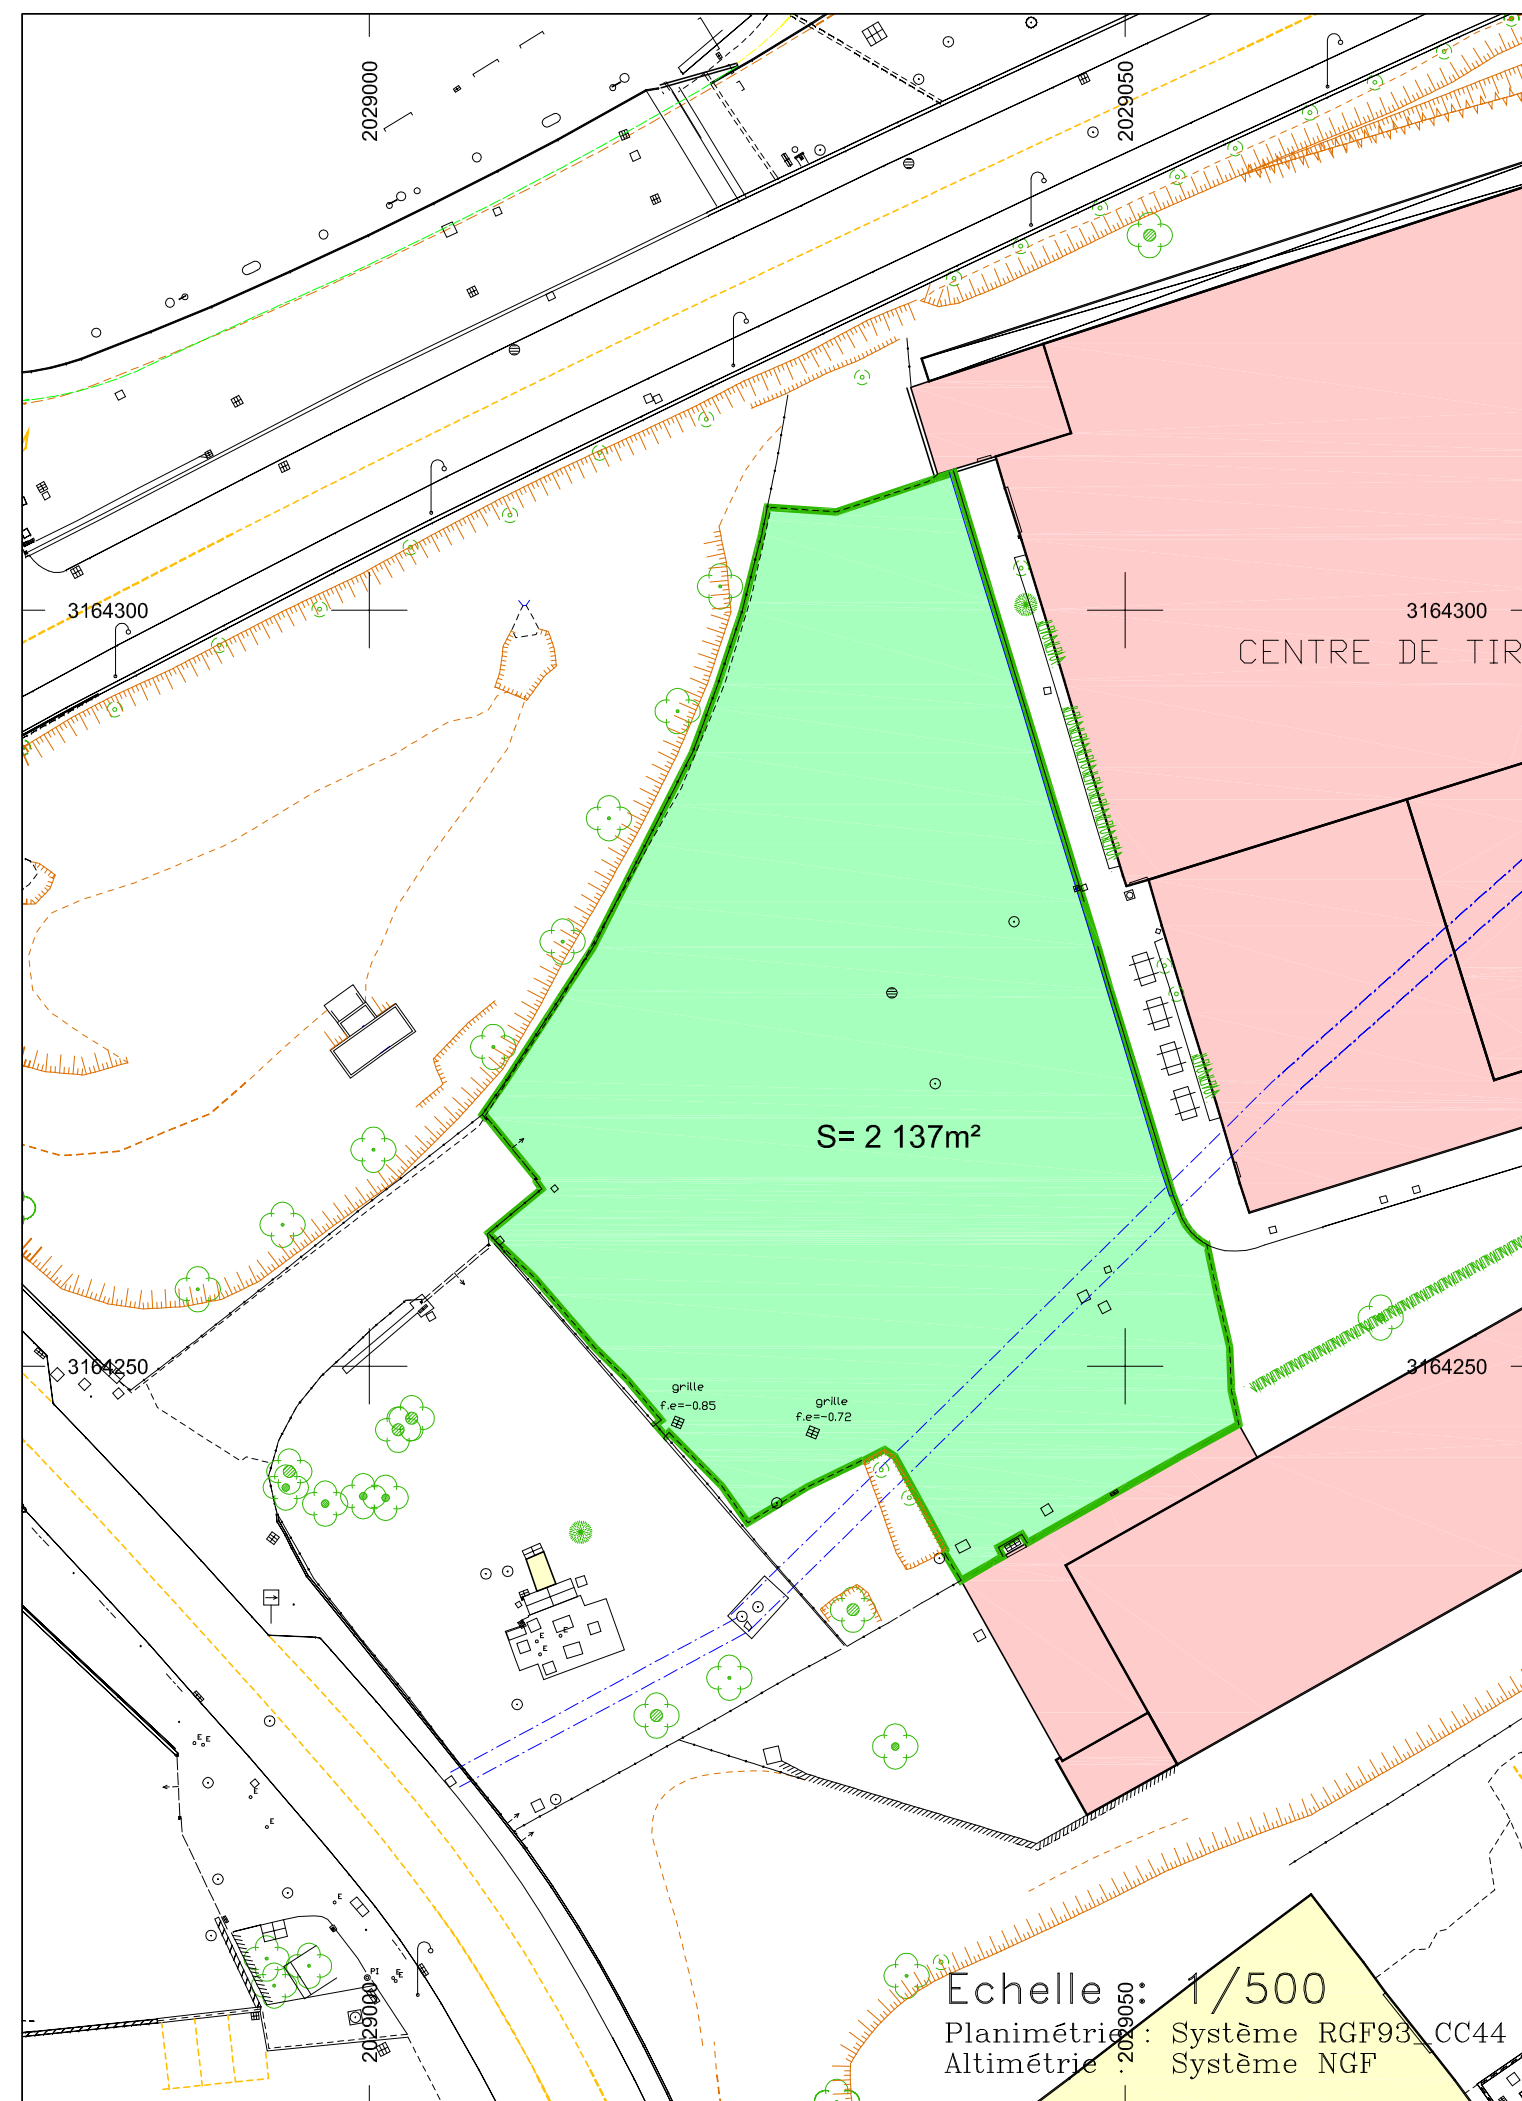 2029000
2029050
3164300
3164300
CENTRE DE TIR
S= 2 137m²
3164250
3164250
grille
f.e=-0.85
grille
f.e=-0.72
E
E
E
E
E
E
E
E
PI
E
E
2029000
2029050
Echelle : 1/500
Planimétrie : Système RGF93_CC44
Altimétrie : Système NGF